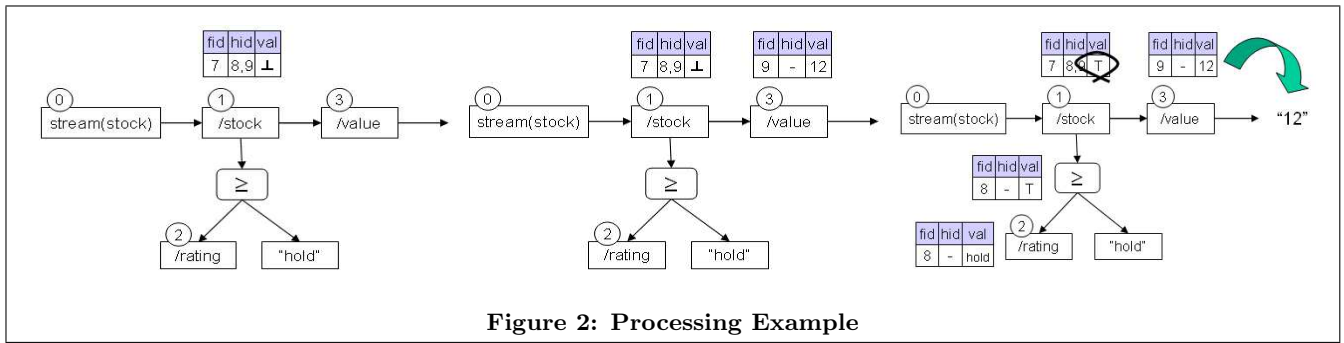 fid hid val
7 8,9 ⊥
0
stream(stock)
1
/stock
3
/value
≥
2
/rating
"hold"
fid hid val
7 8,9 ⊥
fid hid val
9 - 12
0
stream(stock)
1
/stock
3
/value
≥
2
/rating
"hold"
fid hid val
7 8,9 T
fid hid val
9 - 12
0
stream(stock)
1
/stock
3
/value
"12"
fid hid val
8 - T
≥
fid hid val
8 - hold
2
/rating
"hold"
Figure 2: Processing Example